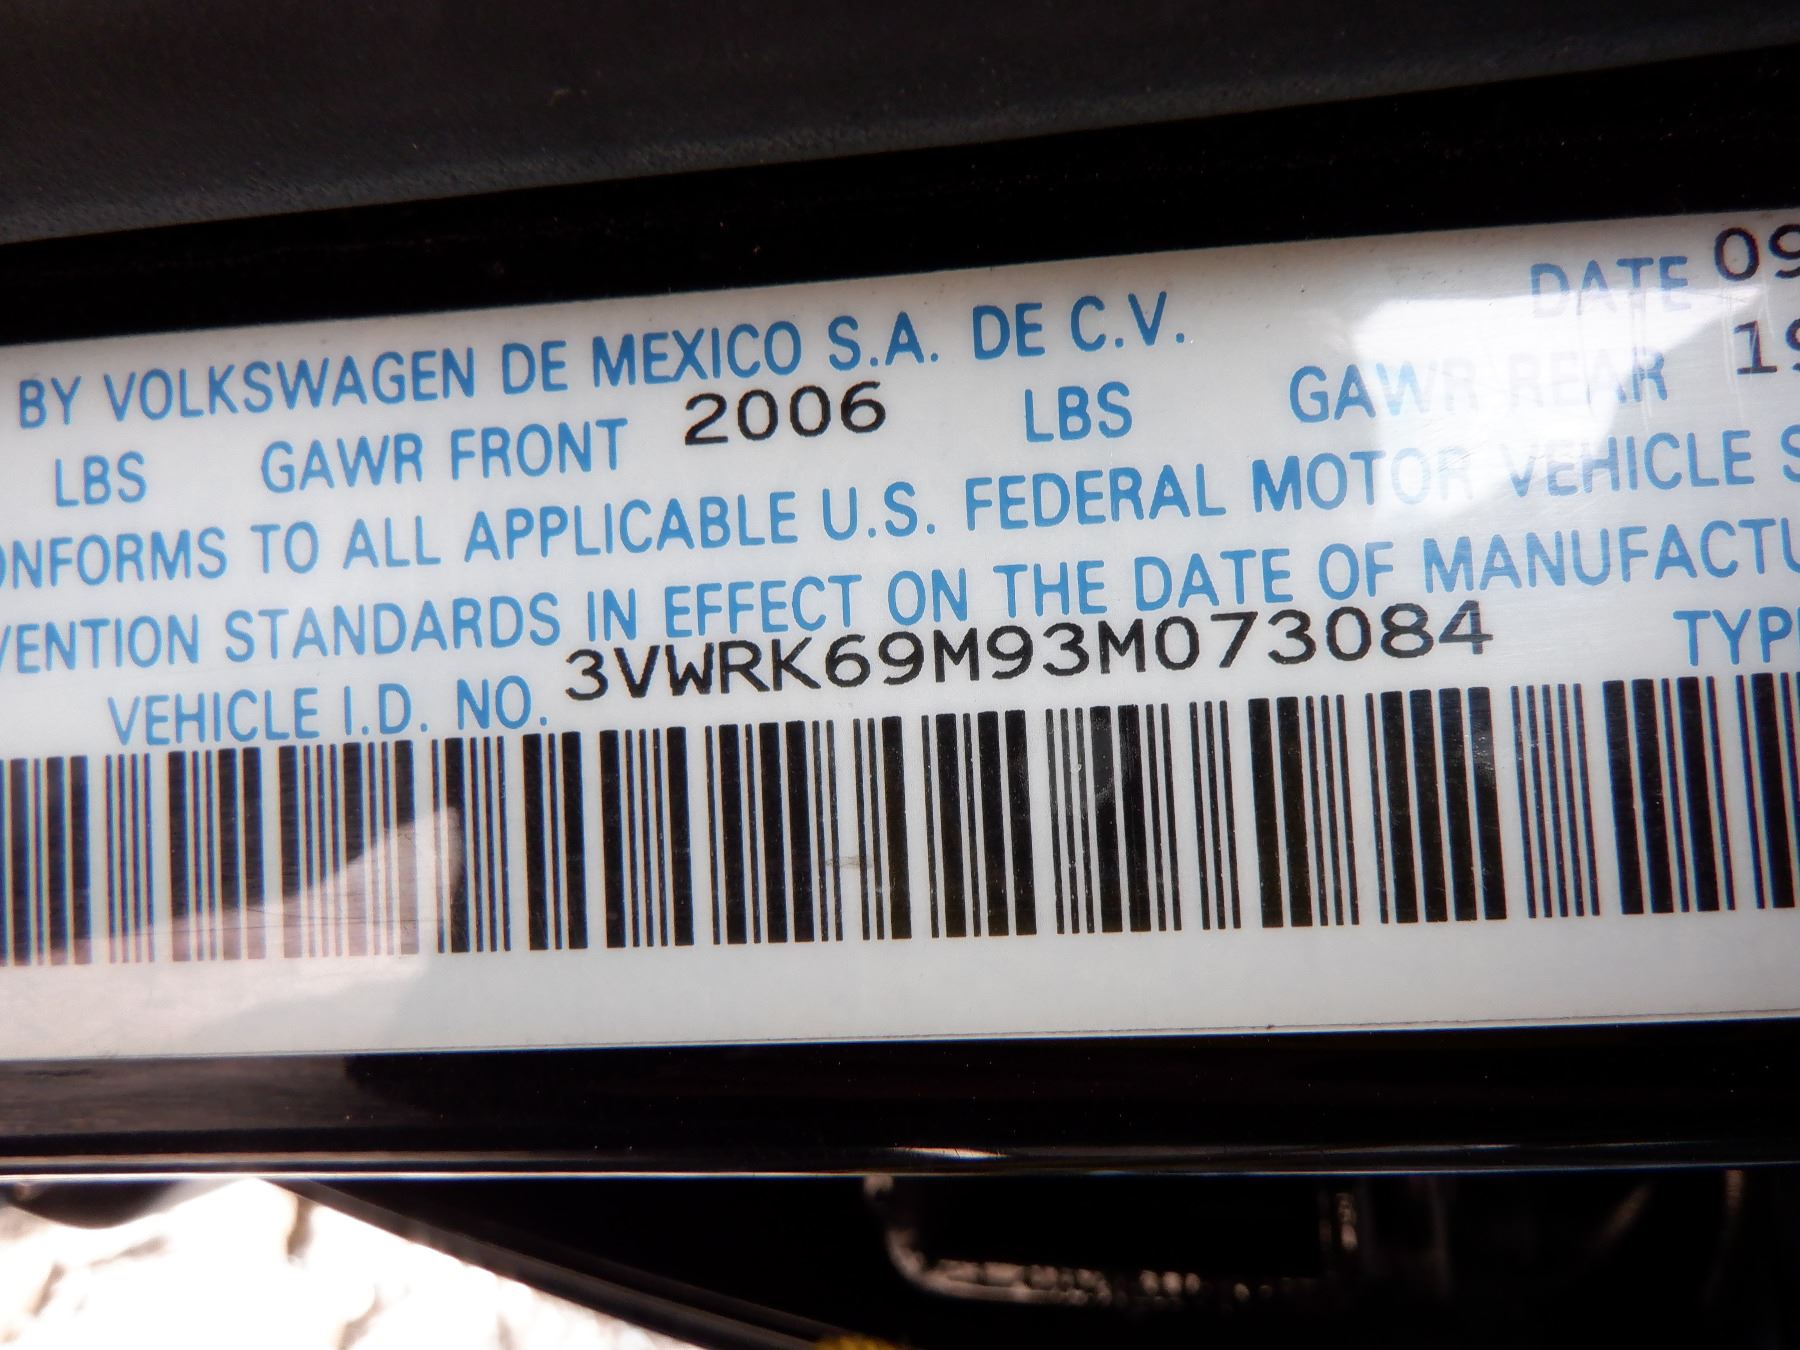 BY VOLKSWAGEN DE MEXICO S.A. DE C.V. DATE 09
LBS GAWR FRONT 2006 LBS GAWR REAR 19
ONFORMS TO ALL APPLICABLE U.S. FEDERAL MOTOR VEHICLE S
VENTION STANDARDS IN EFFECT ON THE DATE OF MANUFACTU
VEHICLE I.D. NO. 3VWRK69M93M073084 TYP